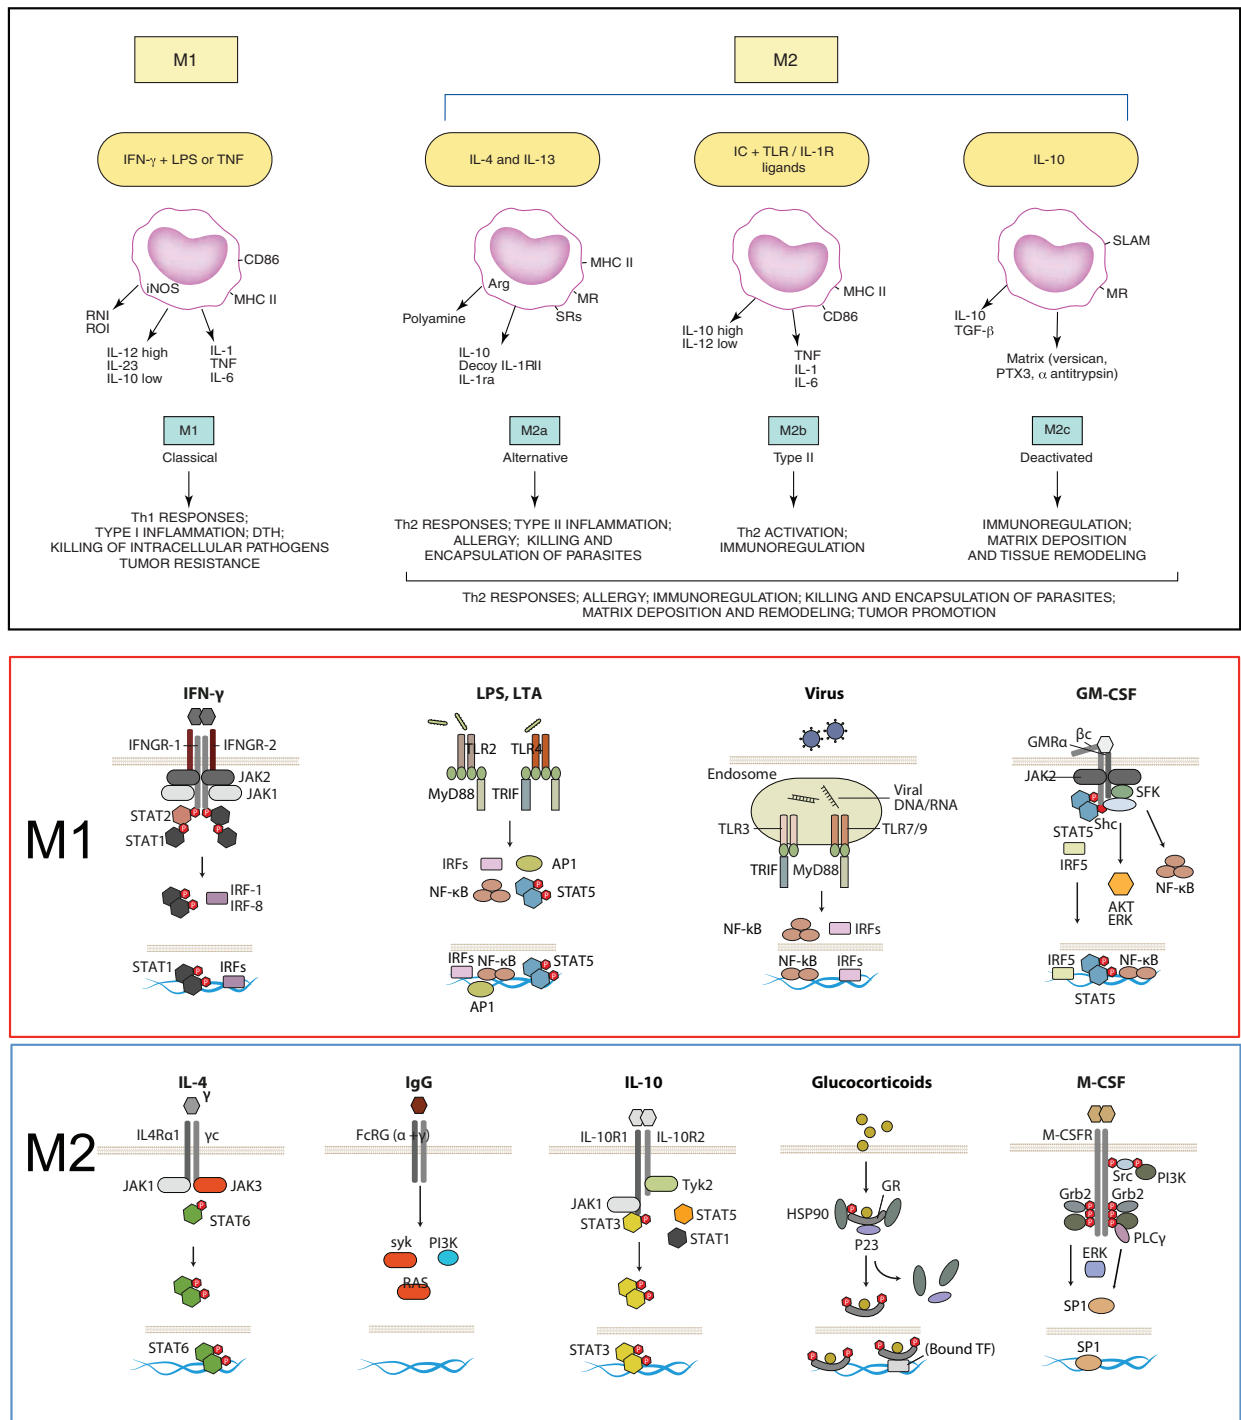 M1
M2
IFN-γ + LPS or TNF
IL-4 and IL-13
IC + TLR / IL-1R
ligands
IL-10
CD86
iNOS
MHC II
RNI
ROI
IL-12 high
IL-23
IL-10 low
IL-1
TNF
IL-6
MHC II
Arg
MR
SRs
Polyamine
IL-10
Decoy IL-1RII
IL-1ra
MHC II
CD86
IL-10 high
IL-12 low
TNF
IL-1
IL-6
SLAM
MR
IL-10
TGF-β
Matrix (versican,
PTX3, α antitrypsin)
M1
Classical
M2a
Alternative
M2b
Type II
M2c
Deactivated
Th1 RESPONSES;
TYPE I INFLAMMATION; DTH;
KILLING OF INTRACELLULAR PATHOGENS
TUMOR RESISTANCE
Th2 RESPONSES; TYPE II INFLAMMATION;
ALLERGY; KILLING AND
ENCAPSULATION OF PARASITES
Th2 ACTIVATION;
IMMUNOREGULATION
IMMUNOREGULATION;
MATRIX DEPOSITION
AND TISSUE REMODELING
Th2 RESPONSES; ALLERGY; IMMUNOREGULATION; KILLING AND ENCAPSULATION OF PARASITES;
MATRIX DEPOSITION AND REMODELING; TUMOR PROMOTION
M1
IFN-γ
IFNGR-1
IFNGR-2
JAK2
JAK1
STAT2
P
P
STAT1
P
P
P
P
IRF-1
IRF-8
STAT1
P
P
IRFs
LPS, LTA
TLR2
TLR4
MyD88
TRIF
IRFs
AP1
NF-κB
P
P
STAT5
IRFs
NF-κB
P
P
STAT5
AP1
Virus
Endosome
Viral
DNA/RNA
TLR3
TLR7/9
TRIF
MyD88
NF-kB
IRFs
NF-kB
IRFs
GM-CSF
βc
GMRα
JAK2
SFK
P
P
Shc
STAT5
IRF5
NF-κB
AKT
ERK
IRF5
P
P
NF-κB
STAT5
M2
IL-4
γ
IL4Rα1
γc
JAK1
JAK3
P
STAT6
P
P
STAT6
P
P
IgG
FcRG (α +γ)
syk
PI3K
RAS
IL-10
IL-10R1
IL-10R2
Tyk2
JAK1
STAT3
P
STAT5
STAT1
P
P
STAT3
P
P
Glucocorticoids
GR
HSP90
P
P
P23
P
P
P
P
P
P
(Bound TF)
M-CSF
M-CSFR
P
P
Src
PI3K
Grb2
Grb2
P
P
P
P
P
P
PLCγ
ERK
SP1
SP1